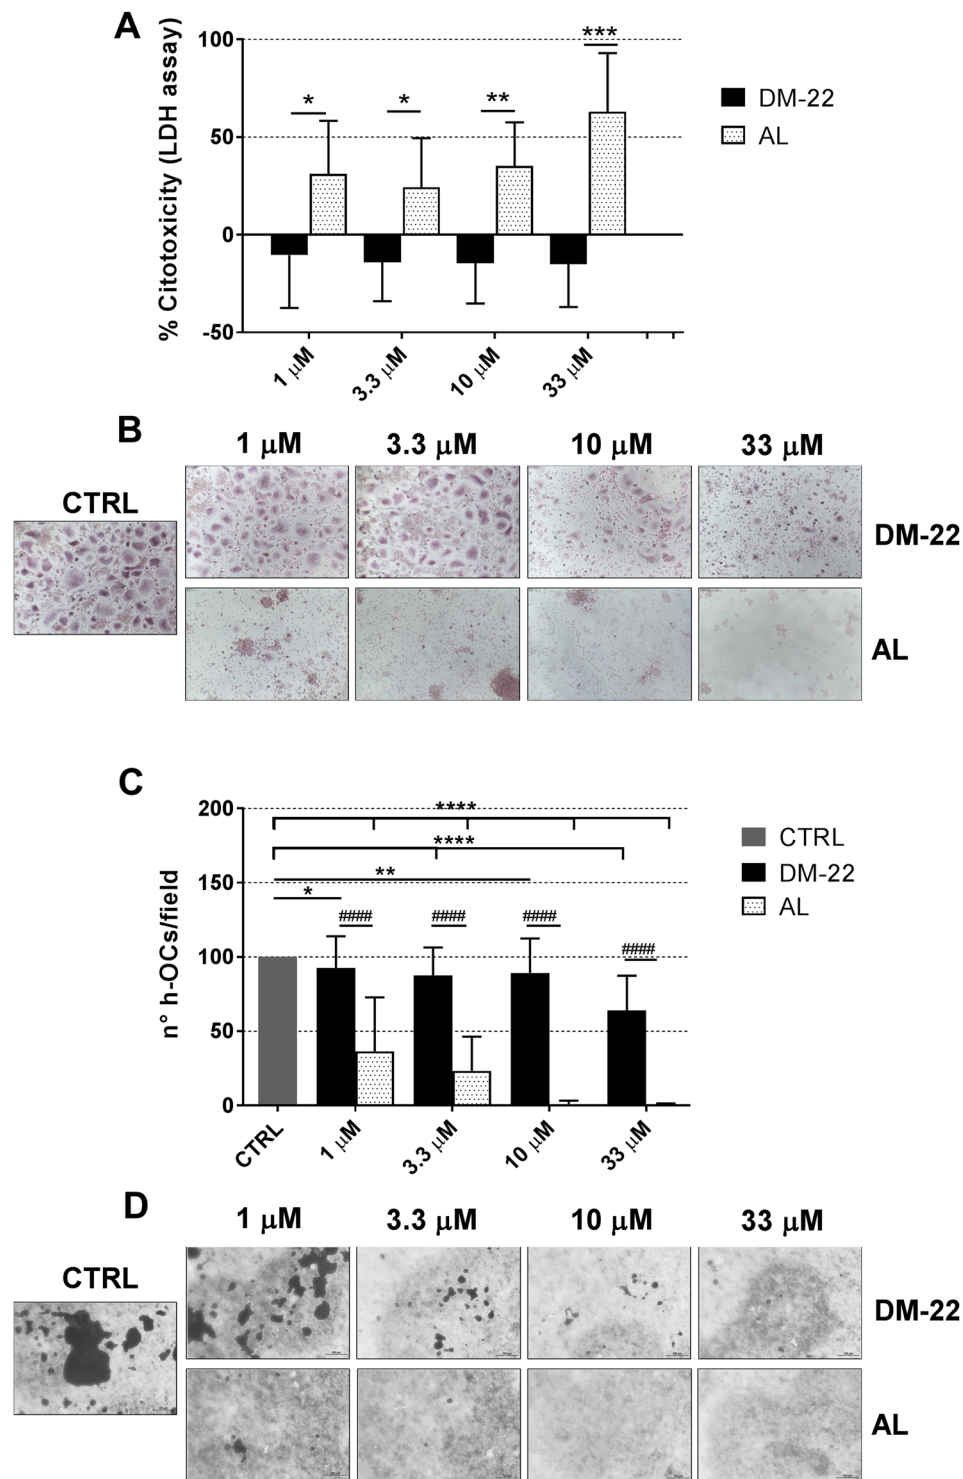 A
% Citotoxicity (LDH assay)
100
50
0
-50
*
*
**
***
1 µM
3.3 µM
10 µM
33 µM
DM-22
AL
B
1 µM
3.3 µM
10 µM
33 µM
CTRL
DM-22
AL
C
n° h-OCs/field
200
150
100
50
0
****
****
**
*
####
####
####
####
CTRL
1 µM
3.3 µM
10 µM
33 µM
CTRL
DM-22
AL
D
1 µM
3.3 µM
10 µM
33 µM
CTRL
DM-22
AL